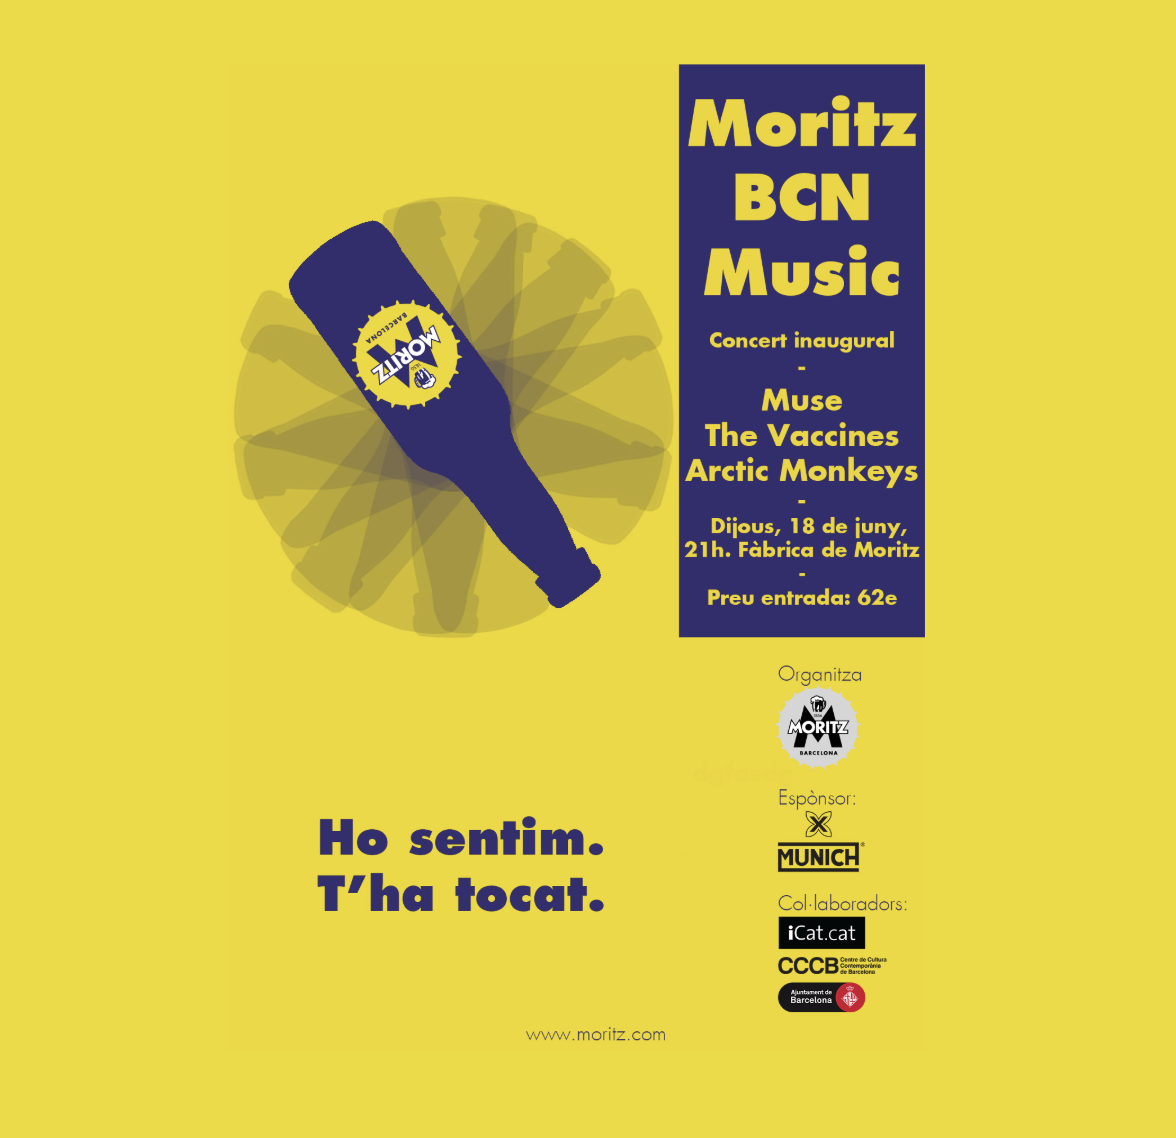 Moritz
BCN
Music
Concert inaugural
-
Muse
The Vaccines
Arctic Monkeys
-
Dijous, 18 de juny,
21h. Fàbrica de Moritz
-
Preu entrada: 62e
MORITZ
BARCELONA
Organitza
MORITZ
BARCELONA
Espònsor:
MUNICH®
Col·laboradors:
iCat.cat
CCCB Centre de Cultura
Contemporània
de Barcelona
Ajuntament de
Barcelona
Ho sentim.
T’ha tocat.
www.moritz.com